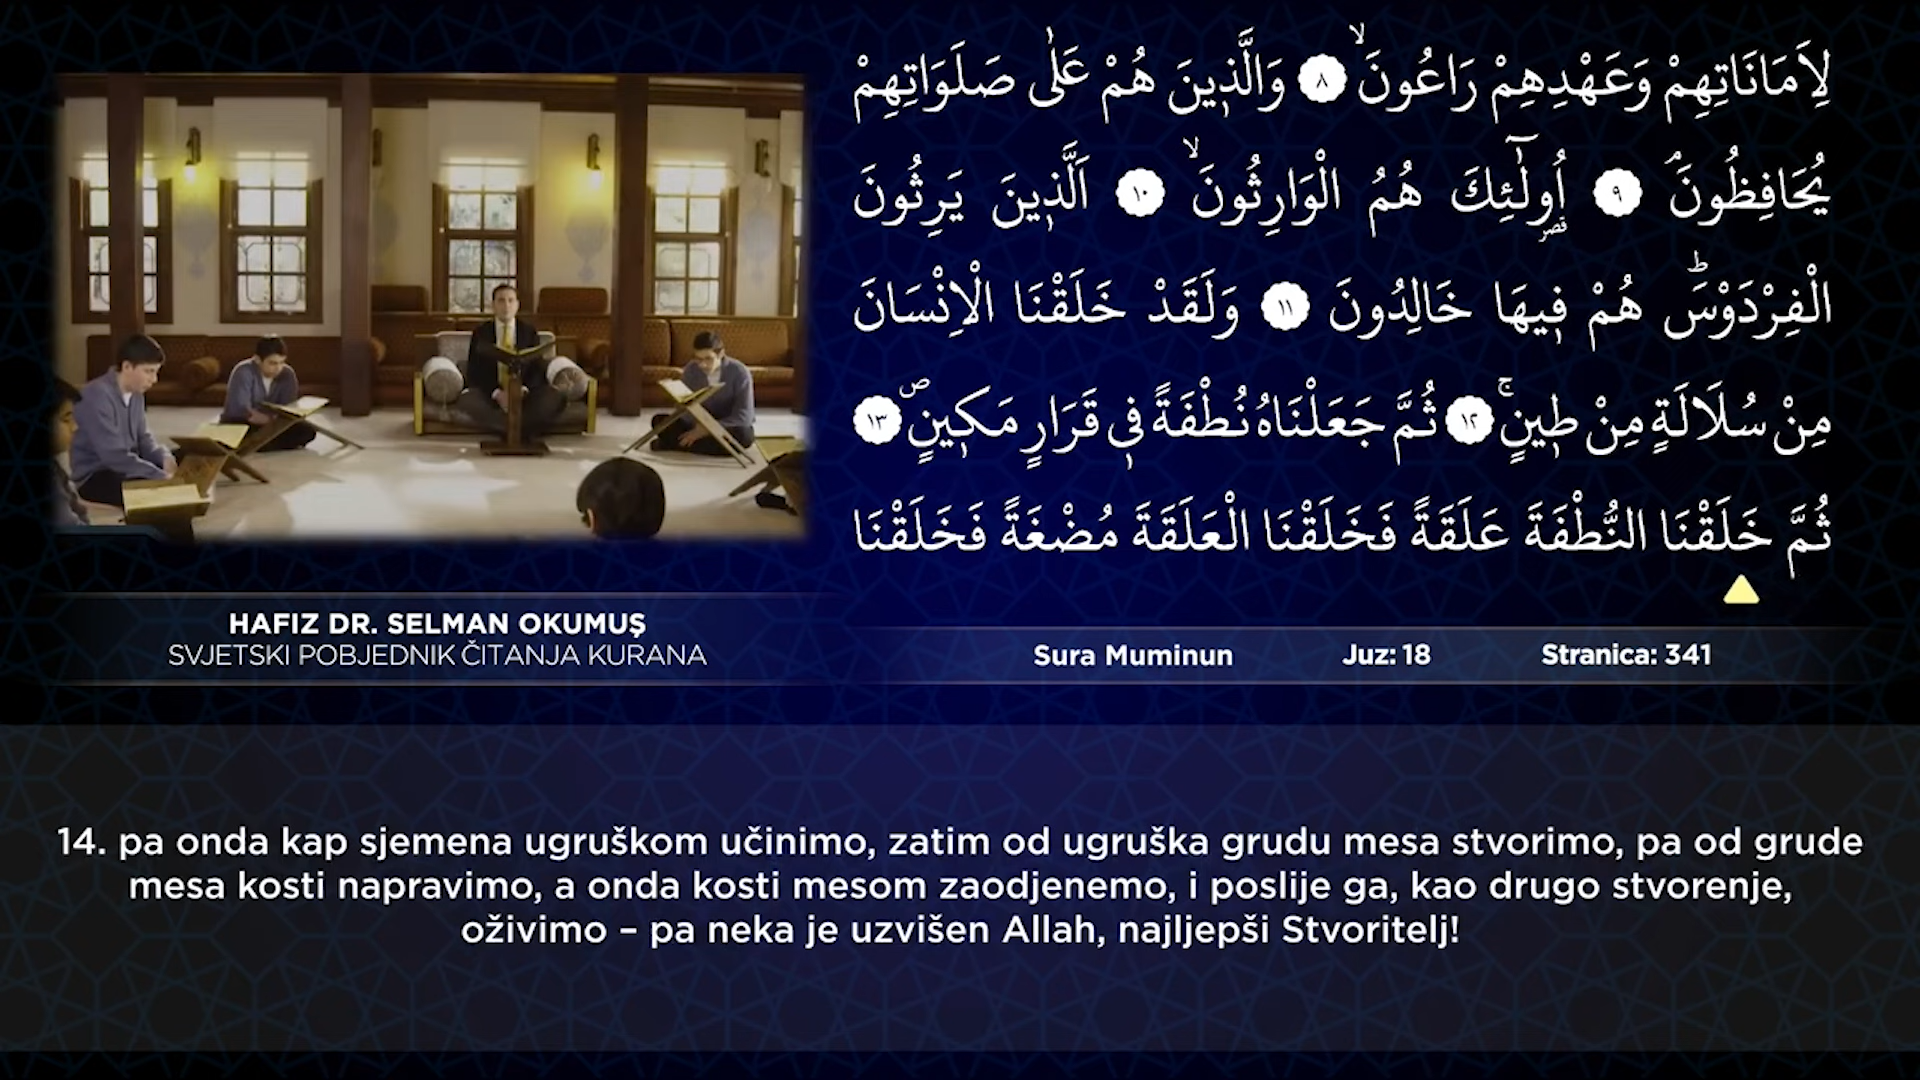 لِاَمَانَاتِهِمْ وَعَهْدِهِمْ رَاعُونَۙ ٨ وَالَّذ۪ينَ هُمْ عَلٰى صَلَوَاتِهِمْ
يُحَافِظُونَۢ ٩ اُو۬لٰٓئِكَ هُمُ الْوَارِثُونَۙ ١٠ اَلَّذ۪ينَ يَرِثُونَ
الْفِرْدَوْسَۜ هُمْ ف۪يهَا خَالِدُونَ ١١ وَلَقَدْ خَلَقْنَا الْاِنْسَانَ
مِنْ سُلَالَةٍ مِنْ ط۪ينٍۚ ١٢ ثُمَّ جَعَلْنَاهُ نُطْفَةً ف۪ي قَرَارٍ مَك۪ينٍۖ ١٣
ثُمَّ خَلَقْنَا النُّطْفَةَ عَلَقَةً فَخَلَقْنَا الْعَلَقَةَ مُضْغَةً فَخَلَقْنَا
HAFIZ DR. SELMAN OKUMUŞ
SVJETSKI POBJEDNIK ČITANJA KURANA
Sura Muminun Juz: 18 Stranica: 341
14. pa onda kap sjemena ugruškom učinimo, zatim od ugruška grudu mesa stvorimo, pa od grude
mesa kosti napravimo, a onda kosti mesom zaodjenemo, i poslije ga, kao drugo stvorenje,
oživimo – pa neka je uzvišen Allah, najljepši Stvoritelj!